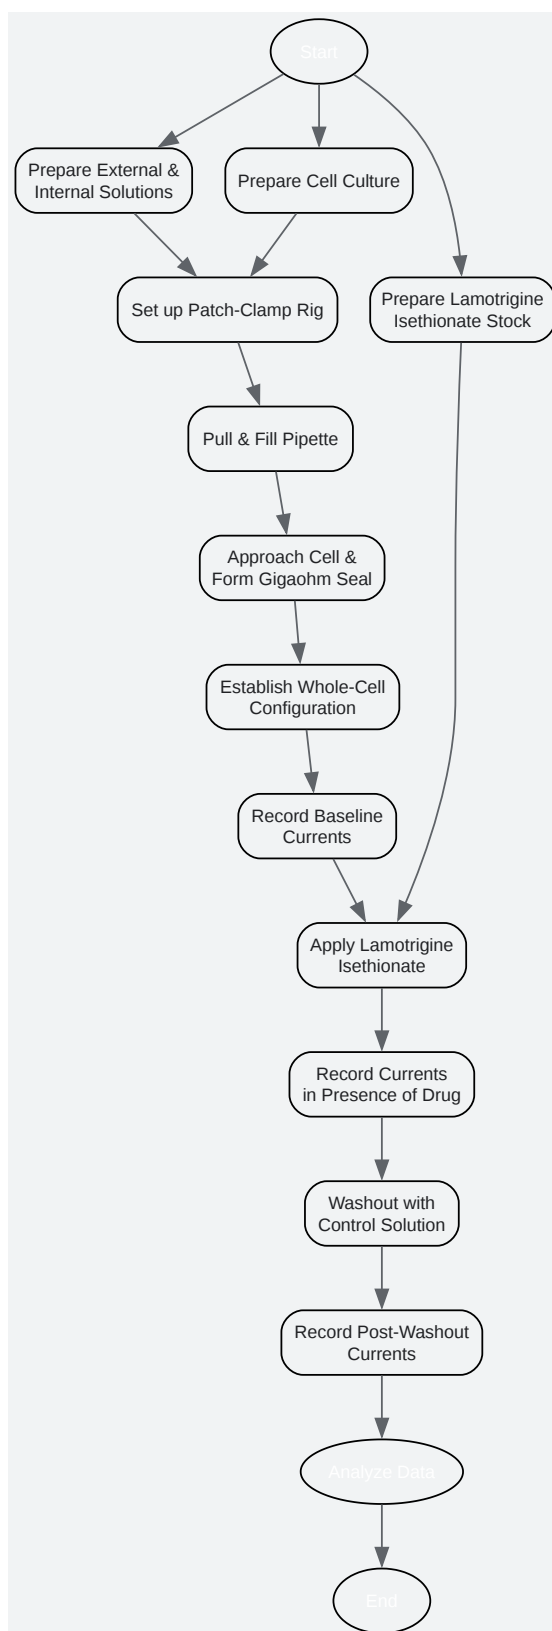 Start
Prepare External &
Internal Solutions
Prepare Cell Culture
Set up Patch-Clamp Rig
Prepare Lamotrigine
Isethionate Stock
Pull & Fill Pipette
Approach Cell &
Form Gigaohm Seal
Establish Whole-Cell
Configuration
Record Baseline
Currents
Apply Lamotrigine
Isethionate
Record Currents
in Presence of Drug
Washout with
Control Solution
Record Post-Washout
Currents
Analyze Data
End